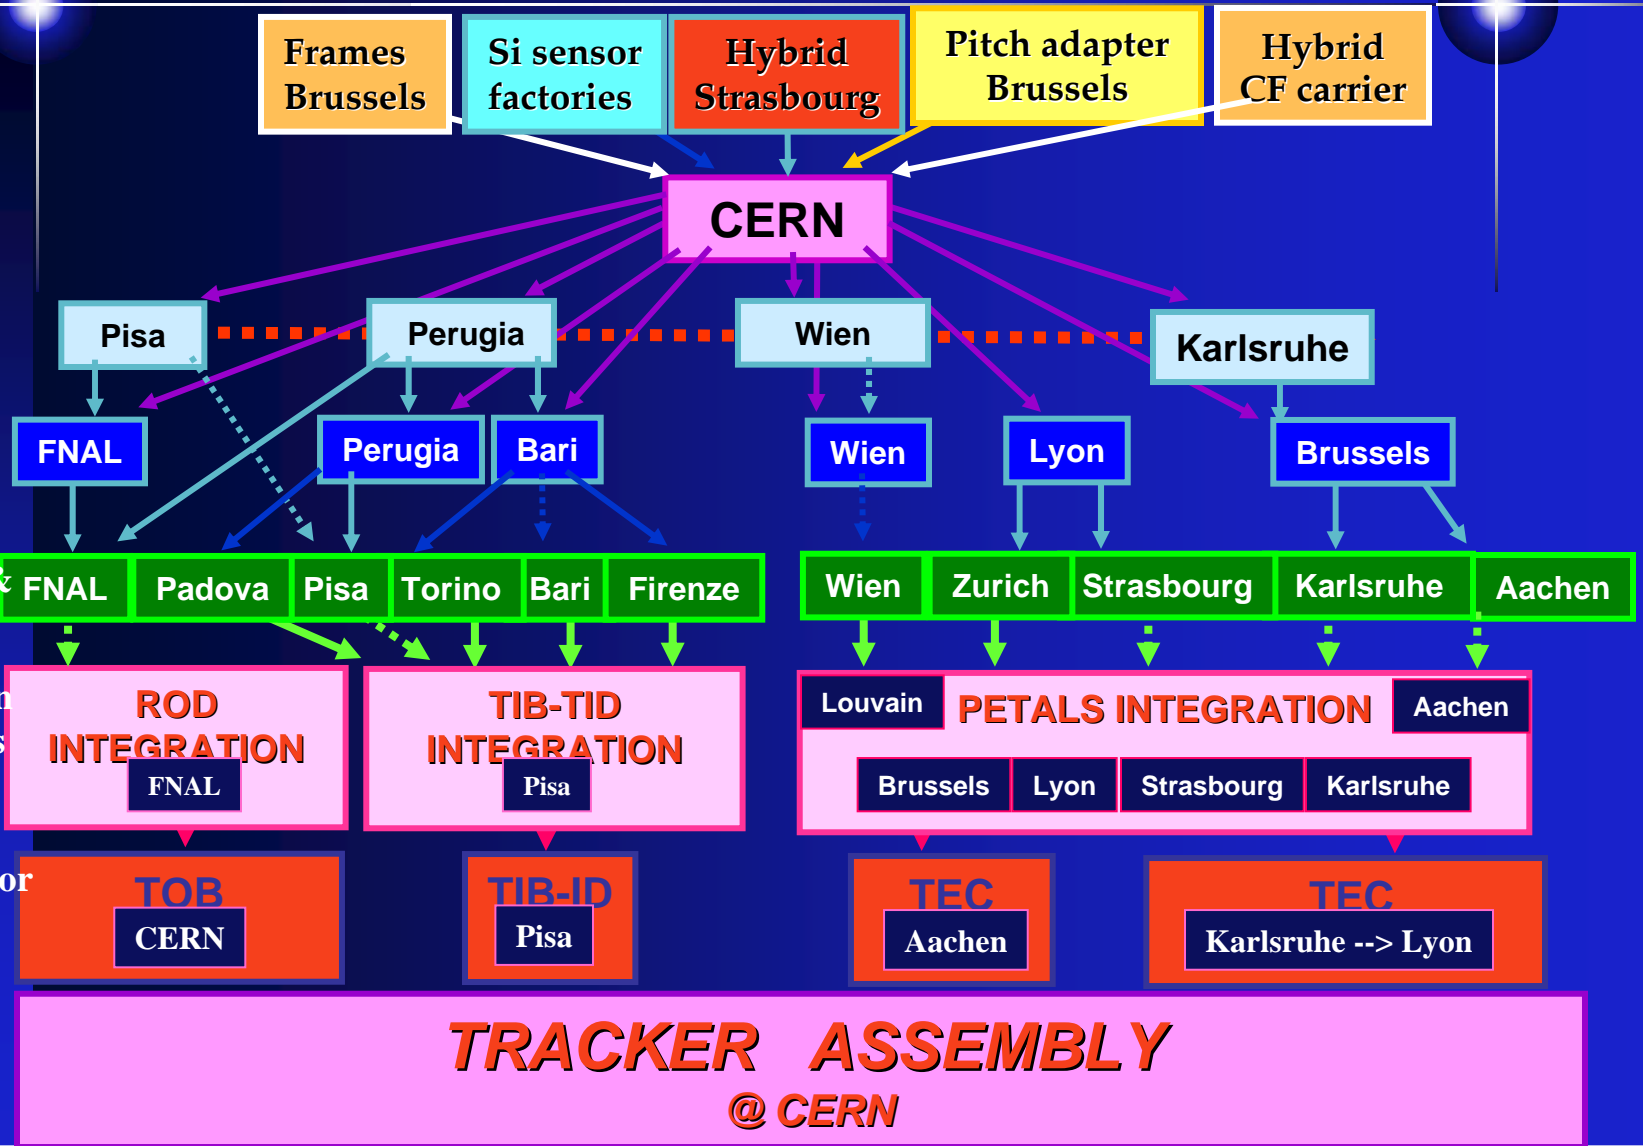 Frames
Brussels
Si sensor
factories
Hybrid
Strasbourg
Pitch adapter
Brussels
Hybrid
CF carrier
CERN
Pisa
Perugia
Wien
Karlsruhe
FNAL
Perugia
Bari
Wien
Lyon
Brussels
&
FNAL
Padova
Pisa
Torino
Bari
Firenze
Wien
Zurich
Strasbourg
Karlsruhe
Aachen
ROD
INTEGRATION
FNAL
TIB-TID
INTEGRATION
Pisa
Louvain
PETALS INTEGRATION
Aachen
Brussels
Lyon
Strasbourg
Karlsruhe
or
TOB
CERN
TIB-ID
Pisa
TEC
Aachen
TEC
Karlsruhe --> Lyon
TRACKER ASSEMBLY
@ CERN